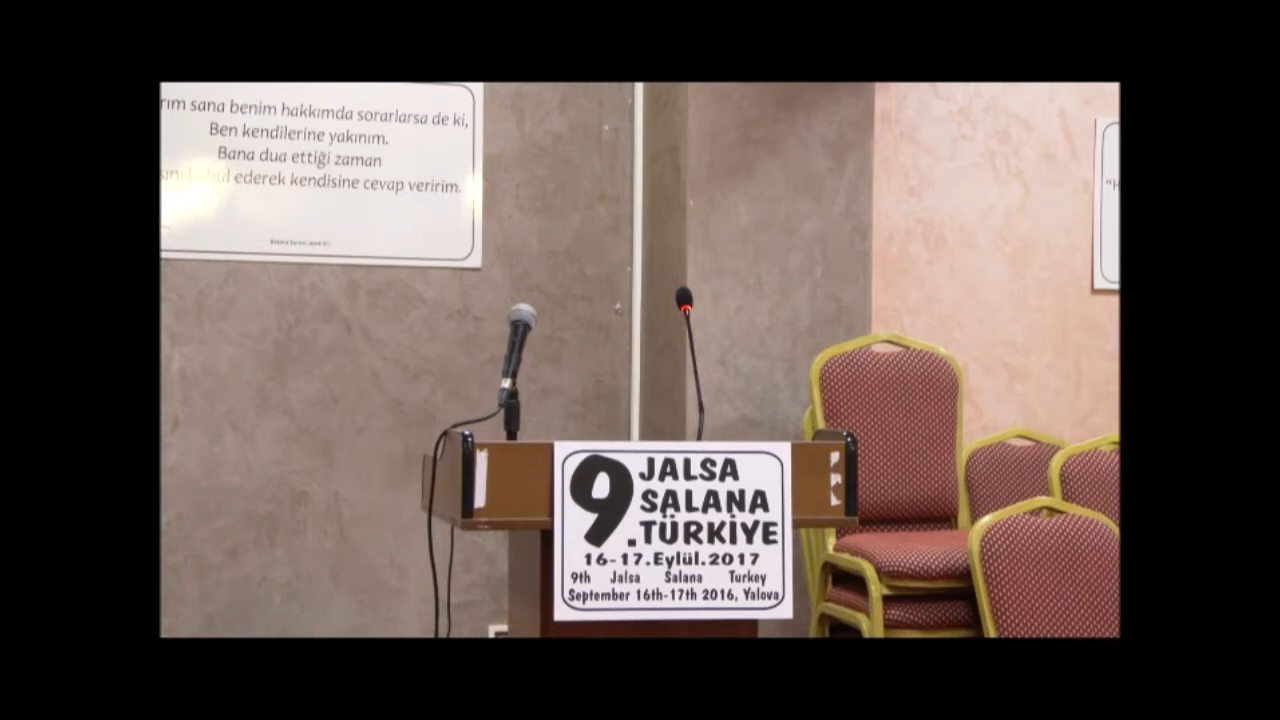 sana benim hakkımda sorarlarsa de ki,
Ben kendilerine yakınım.
Bana dua ettiği zaman
ederek kendisine cevap veririm.
9. JALSA
SALANA
TÜRKİYE
16-17.Eylül.2017
9th Jalsa Salana Turkey
September 16th-17th 2016, Yalova